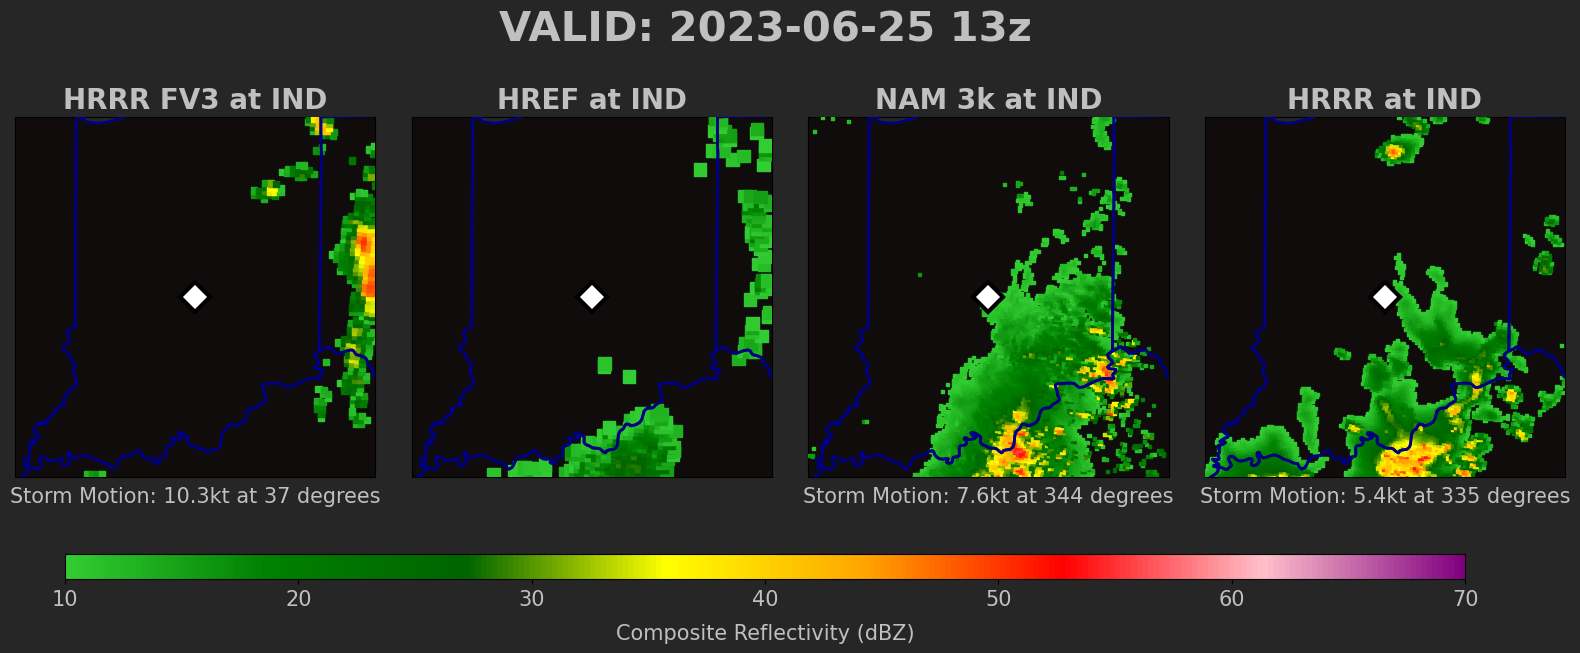 VALID: 2023-06-25 13z
HRRR FV3 at IND
HREF at IND
NAM 3k at IND
HRRR at IND
Storm Motion: 10.3kt at 37 degrees
Storm Motion: 7.6kt at 344 degrees
Storm Motion: 5.4kt at 335 degrees
10 20 30 40 50 60 70
Composite Reflectivity (dBZ)